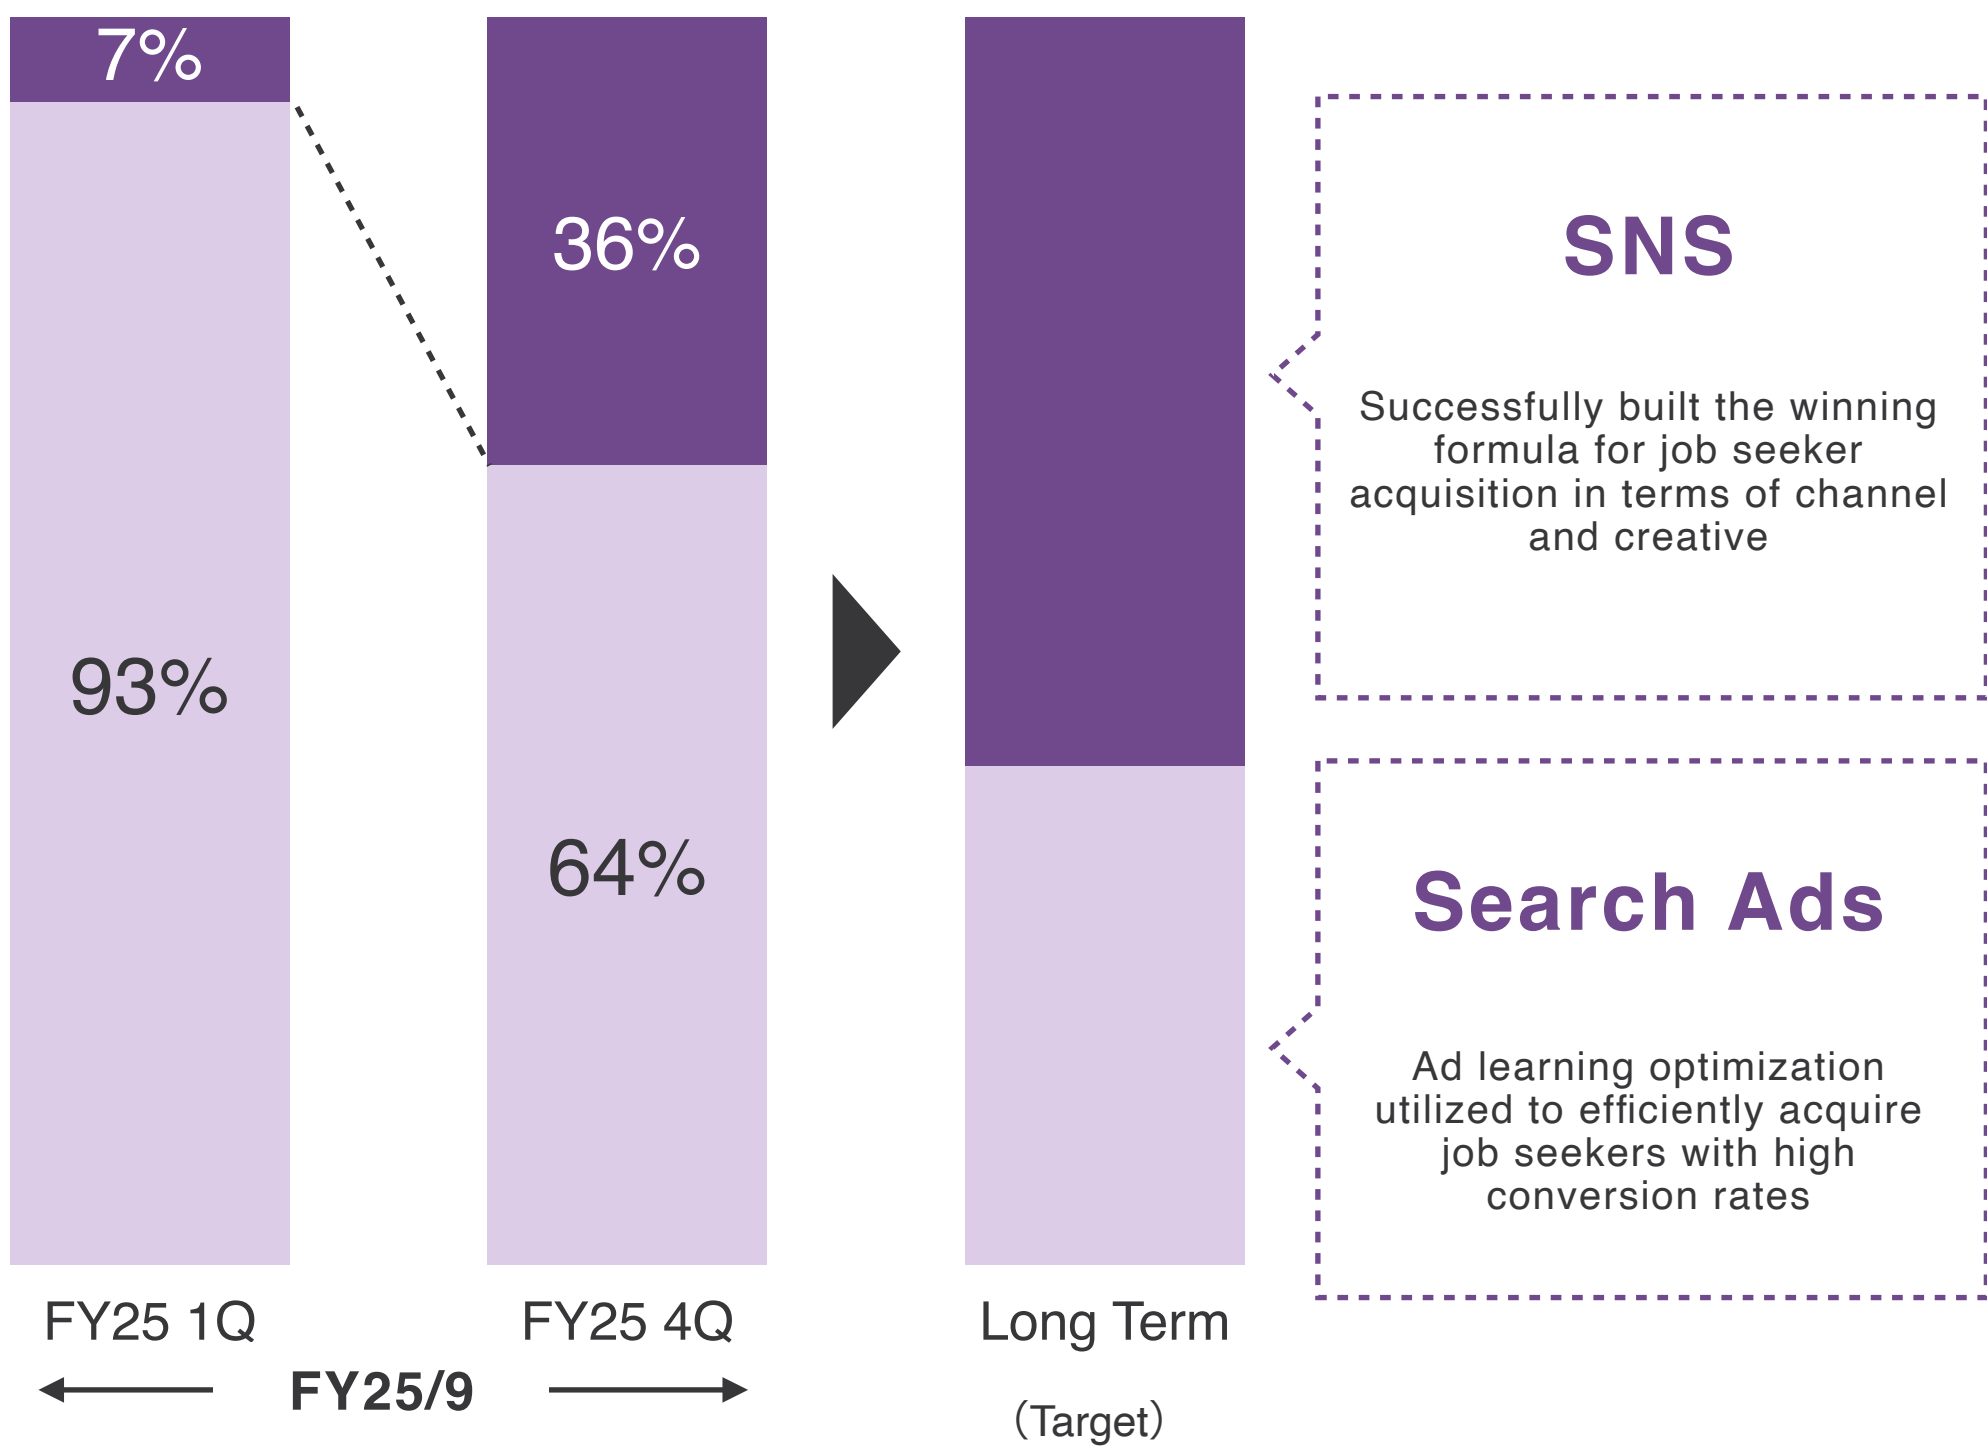 7%
93%
36%
64%
SNS
Successfully built the winning
formula for job seeker
acquisition in terms of channel
and creative
Search Ads
Ad learning optimization
utilized to efficiently acquire
job seekers with high
conversion rates
FY25 1Q
FY25 4Q
Long Term
FY25/9
（Target）